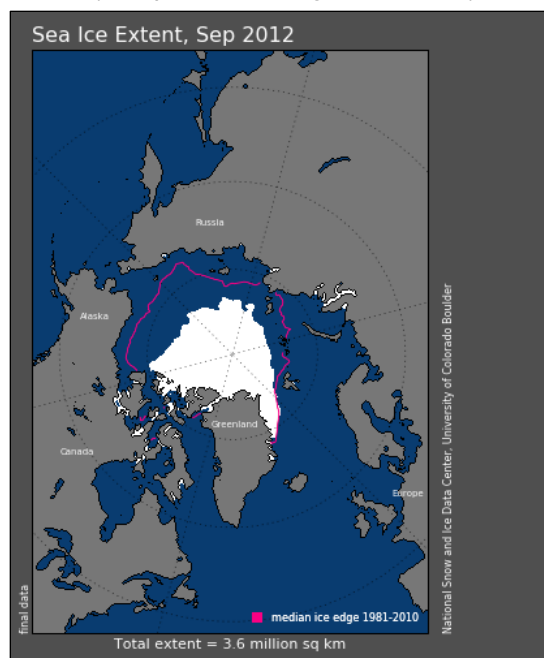 Sea Ice Extent, Sep 2012
Russia
Alaska
Greenland
Canada
Europe
median ice edge 1981-2010
Total extent = 3.6 million sq km
final data
National Snow and Ice Data Center, University of Colorado Boulder